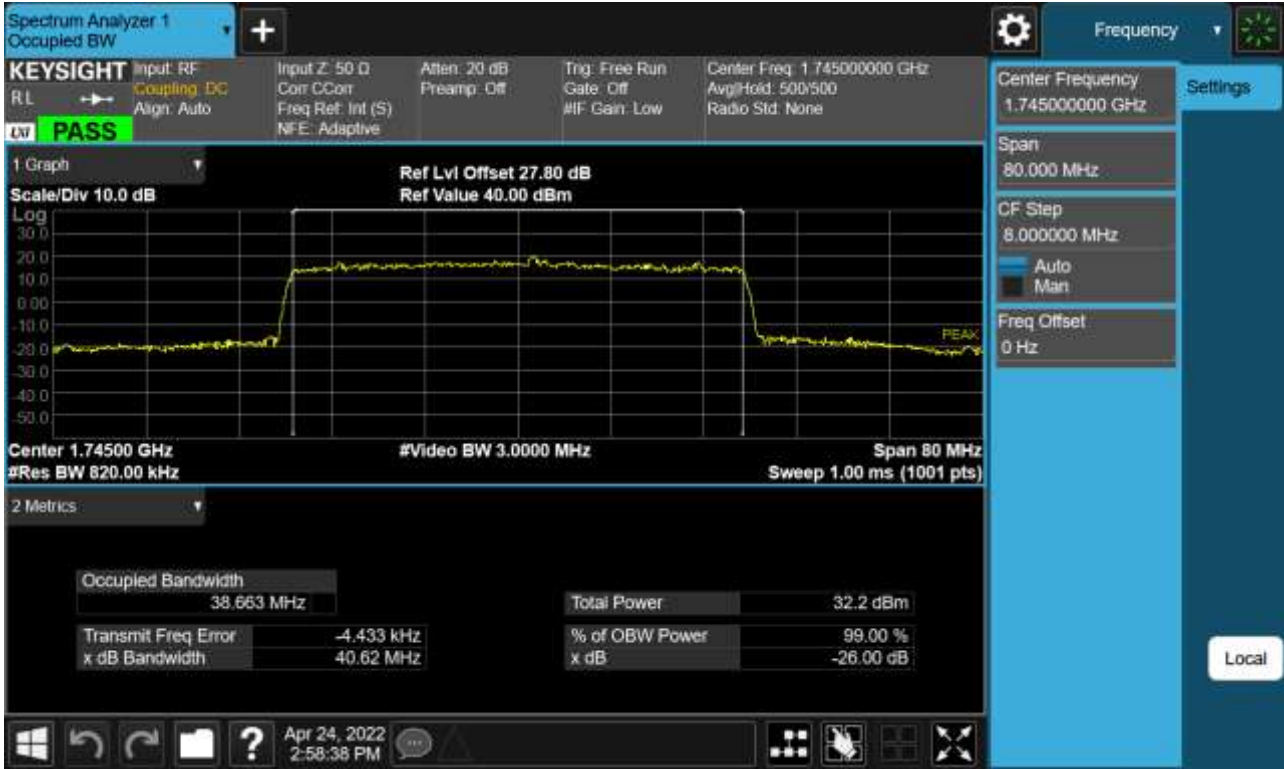 Spectrum Analyzer 1
Occupied BW
Frequency
KEYSIGHT
RL
LXI
PASS
Input: RF
Coupling: DC
Align: Auto
Input Z: 50 Ω
Corr CCorr
Freq Ref: Int (S)
NFE: Adaptive
Atten: 20 dB
Preamp: Off
Trig: Free Run
Gate: Off
#IF Gain: Low
Center Freq: 1.745000000 GHz
Avg|Hold: 500/500
Radio Std: None
Center Frequency
1.745000000 GHz
Settings
Span
80.000 MHz
CF Step
8.000000 MHz
Auto
Man
Freq Offset
0 Hz
Local
1 Graph
Scale/Div 10.0 dB
Ref Lvl Offset 27.80 dB
Ref Value 40.00 dBm
Log
30.0
20.0
10.0
0.00
-10.0
-20.0
-30.0
-40.0
-50.0
PEAK
Center 1.74500 GHz
#Video BW 3.0000 MHz
Span 80 MHz
#Res BW 820.00 kHz
Sweep 1.00 ms (1001 pts)
2 Metrics
Occupied Bandwidth
38.663 MHz
Total Power 32.2 dBm
Transmit Freq Error -4.433 kHz
% of OBW Power 99.00 %
x dB Bandwidth 40.62 MHz
x dB -26.00 dB
Apr 24, 2022
2:58:38 PM